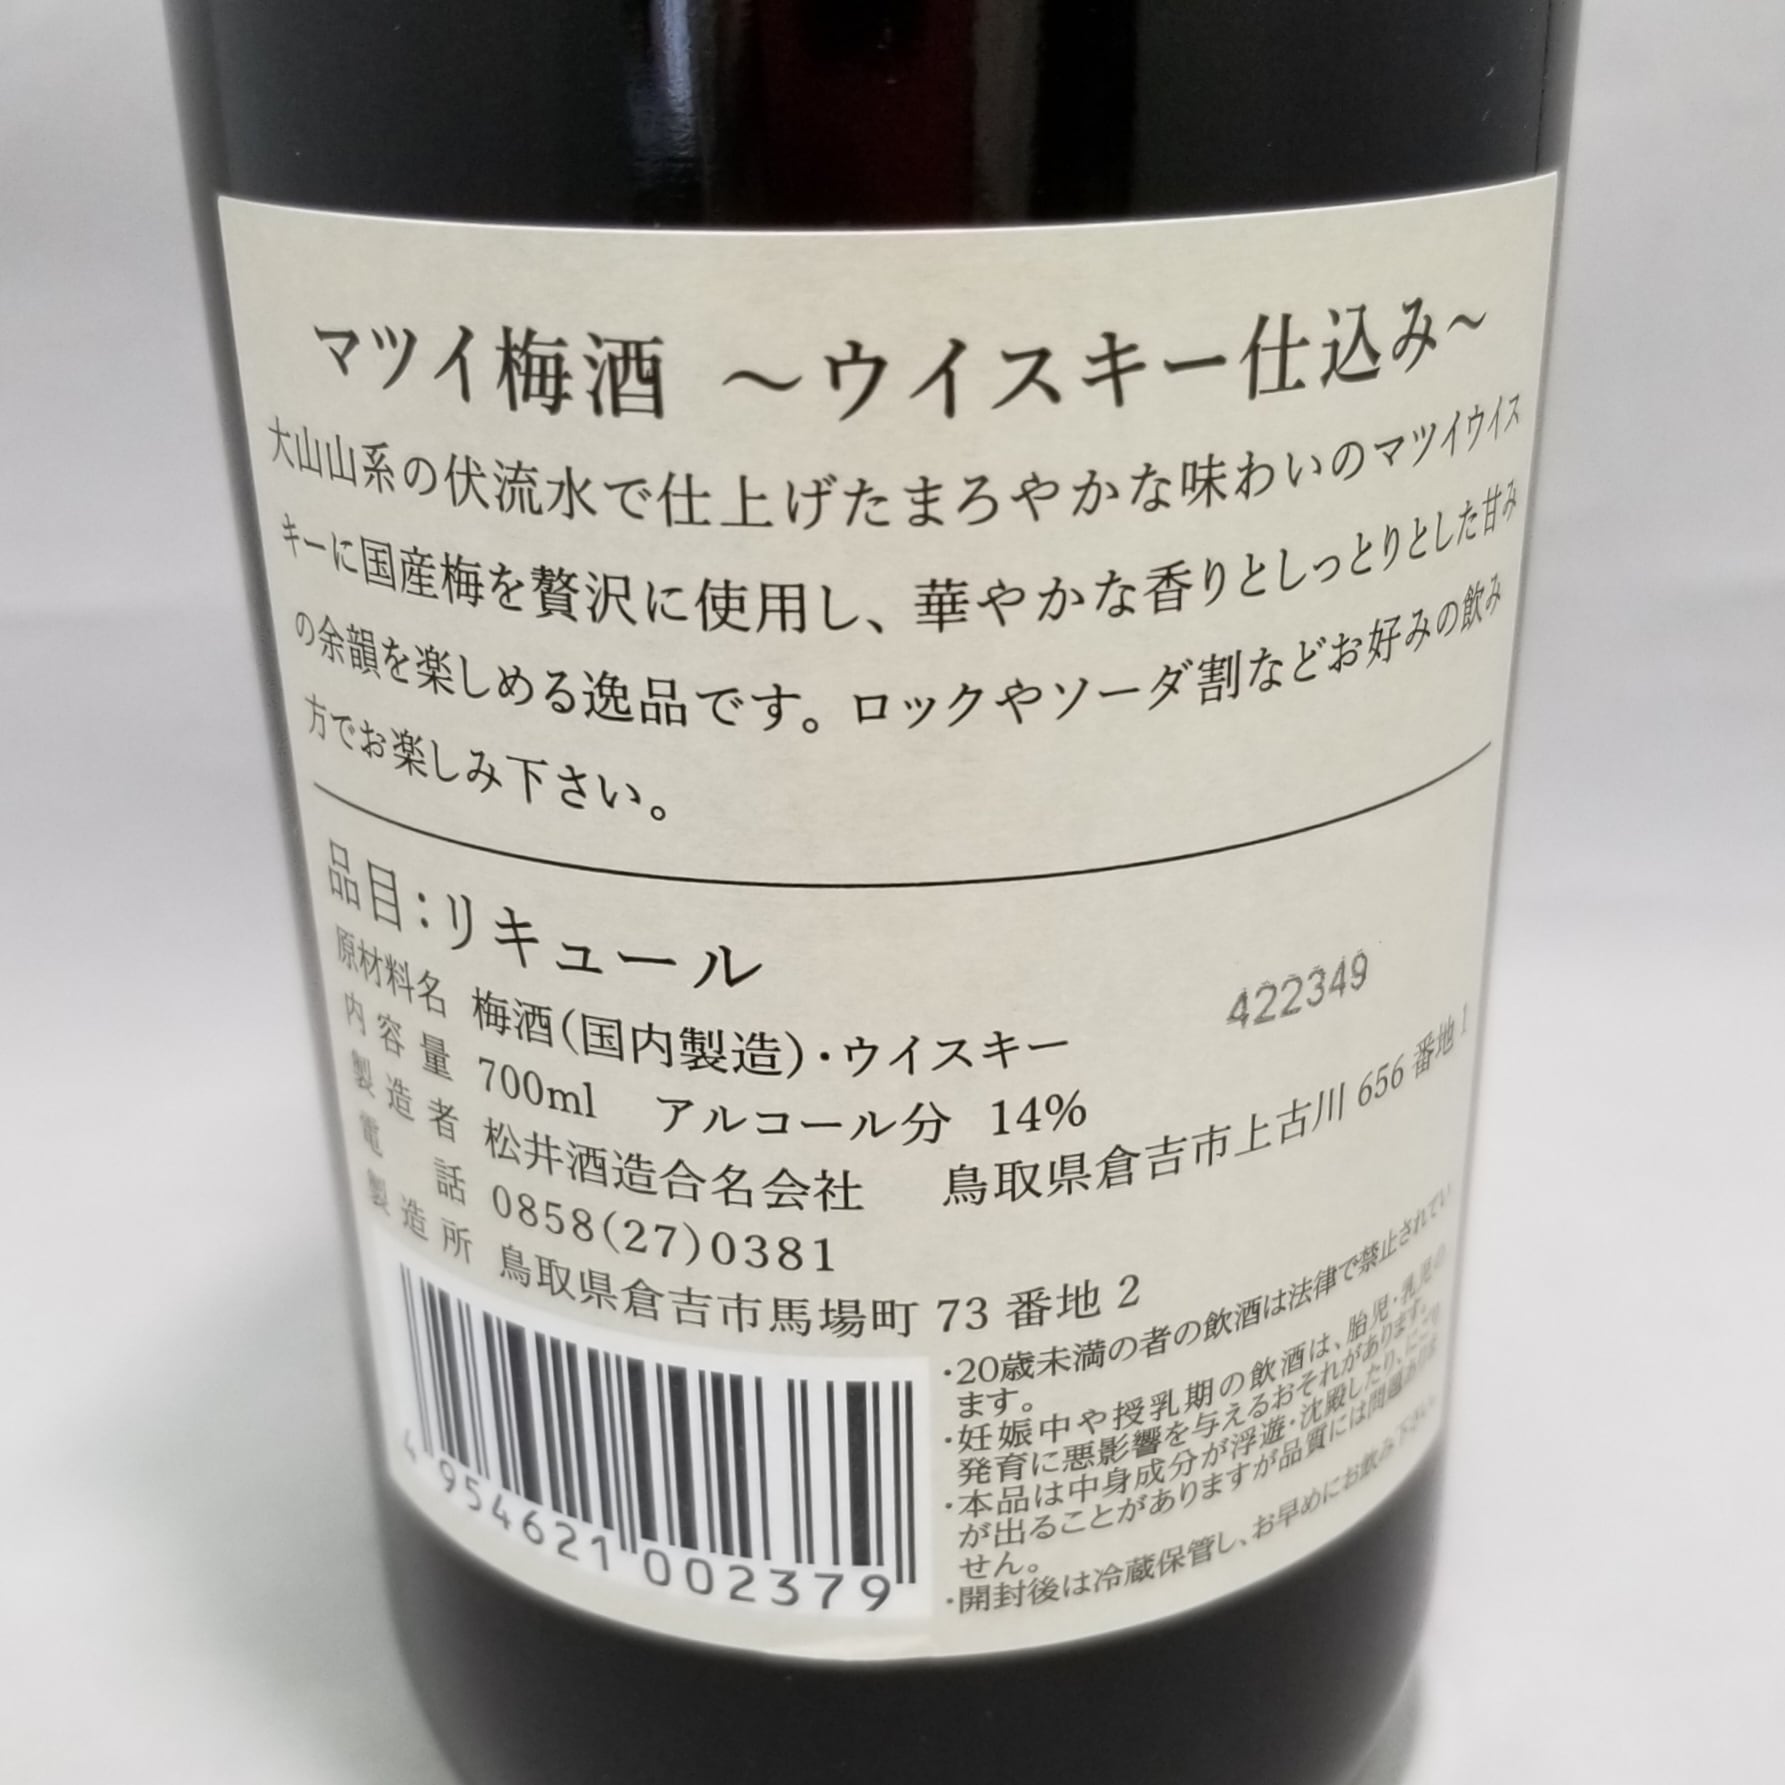 マツイ梅酒 ～ウイスキー仕込み～
大山山系の伏流水で仕上げたまろやかな味わいのマツイウイス
キーに国産梅を贅沢に使用し、華やかな香りとしっとりとした甘み
の余韻を楽しめる逸品です。ロックやソーダ割などお好みの飲み
方でお楽しみ下さい。
品目:リキュール
422349
原材料名 梅酒(国内製造)・ウイスキー
内容量 700ml アルコール分 14%
製造者 松井酒造合名会社 鳥取県倉吉市上古川 656 番地 1
電話 0858(27)0381
製造所 鳥取県倉吉市馬場町 73 番地 2
・20歳未満の者の飲酒は法律で禁止されてい
ます。
・妊娠中や授乳期の飲酒は、胎児・乳児の
発育に悪影響を与えるおそれがあります。
・本品は中身成分が浮遊・沈殿したり、にごり
が出ることがありますが品質には問題ありま
せん。
・開封後は冷蔵保管し、お早めにお飲み下さい。
4 954621 002379